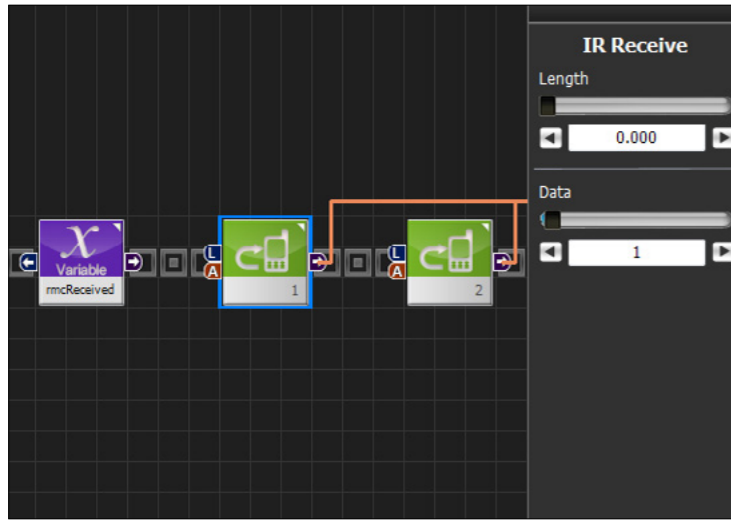 IR Receive
Length
0.000
Data
1
X
Variable
rmcReceived
L
A
1
L
A
2